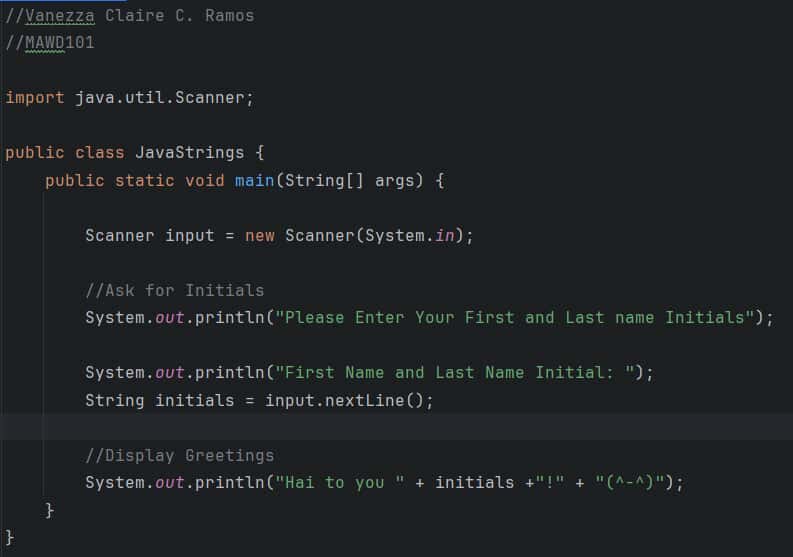 //Vanezza Claire C. Ramos
//MAWD101
import java.util.Scanner;
public class JavaStrings {
public static void main(String[] args) {
Scanner input = new Scanner(System.in);
//Ask for Initials
System.out.println("Please Enter Your First and Last name Initials");
System.out.println("First Name and Last Name Initial: ");
String initials = input.nextLine();
//Display Greetings
System.out.println("Hai to you " + initials +"!" + "(^-^)");
}
}